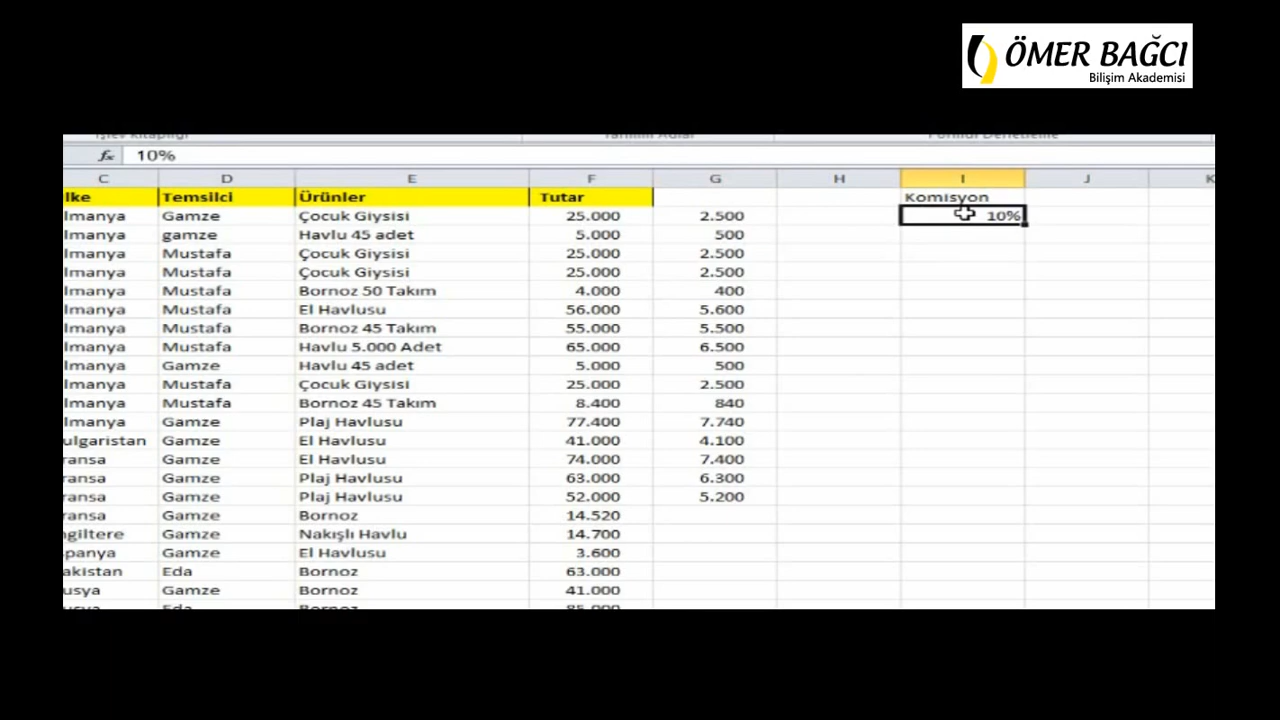 ÖMER BAĞCI
Bilişim Akademisi
fx 10%
C D E F G H I J K
lke Temsilci Ürünler Tutar Komisyon
lmanya Gamze Çocuk Giysisi 25.000 2.500 10%
lmanya gamze Havlu 45 adet 5.000 500
lmanya Mustafa Çocuk Giysisi 25.000 2.500
lmanya Mustafa Çocuk Giysisi 25.000 2.500
lmanya Mustafa Bornoz 50 Takım 4.000 400
lmanya Mustafa El Havlusu 56.000 5.600
lmanya Mustafa Bornoz 45 Takım 55.000 5.500
lmanya Mustafa Havlu 5.000 Adet 65.000 6.500
lmanya Gamze Havlu 45 adet 5.000 500
lmanya Mustafa Çocuk Giysisi 25.000 2.500
lmanya Mustafa Bornoz 45 Takım 8.400 840
lmanya Gamze Plaj Havlusu 77.400 7.740
ulgaristan Gamze El Havlusu 41.000 4.100
ransa Gamze El Havlusu 74.000 7.400
ransa Gamze Plaj Havlusu 63.000 6.300
ransa Gamze Plaj Havlusu 52.000 5.200
ransa Gamze Bornoz 14.520
ngiltere Gamze Nakışlı Havlu 14.700
spanya Gamze El Havlusu 3.600
akistan Eda Bornoz 63.000
usya Gamze Bornoz 41.000
usya Eda Bornoz 85.000